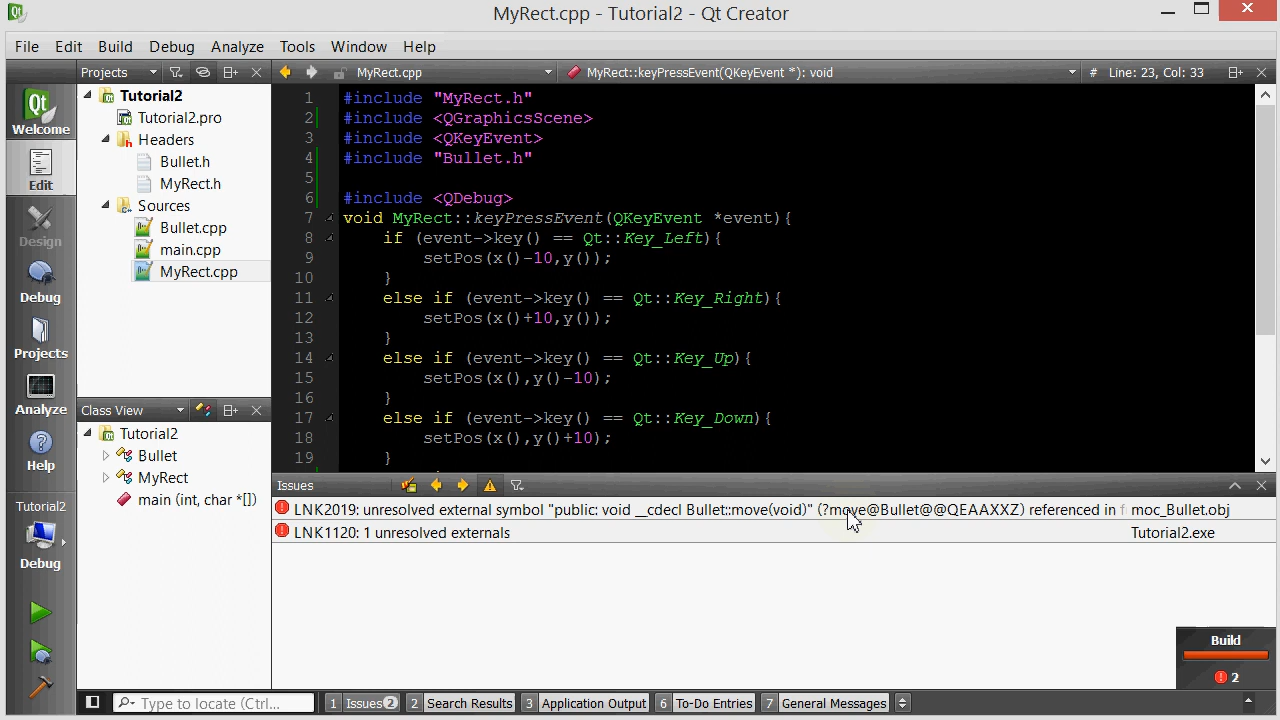 MyRect.cpp - Tutorial2 - Qt Creator
File Edit Build Debug Analyze Tools Window Help
Projects
MyRect.cpp
MyRect::keyPressEvent(QKeyEvent *): void
# Line: 23, Col: 33
Welcome
Edit
Design
Debug
Projects
Analyze
Help
Tutorial2
Debug
Tutorial2
Tutorial2.pro
Headers
Bullet.h
MyRect.h
Sources
Bullet.cpp
main.cpp
MyRect.cpp
Class View
Tutorial2
Bullet
MyRect
main (int, char *[])
1 #include "MyRect.h"
2 #include <QGraphicsScene>
3 #include <QKeyEvent>
4 #include "Bullet.h"
5
6 #include <QDebug>
7 void MyRect::keyPressEvent(QKeyEvent *event){
8 if (event->key() == Qt::Key_Left){
9 setPos(x()-10,y());
10 }
11 else if (event->key() == Qt::Key_Right){
12 setPos(x()+10,y());
13 }
14 else if (event->key() == Qt::Key_Up){
15 setPos(x(),y()-10);
16 }
17 else if (event->key() == Qt::Key_Down){
18 setPos(x(),y()+10);
19 }
Issues
LNK2019: unresolved external symbol "public: void __cdecl Bullet::move(void)" (?move@Bullet@@QEAAXXZ) referenced in f moc_Bullet.obj
LNK1120: 1 unresolved externals Tutorial2.exe
Build
2
Type to locate (Ctrl...
1 Issues 2
2 Search Results
3 Application Output
6 To-Do Entries
7 General Messages